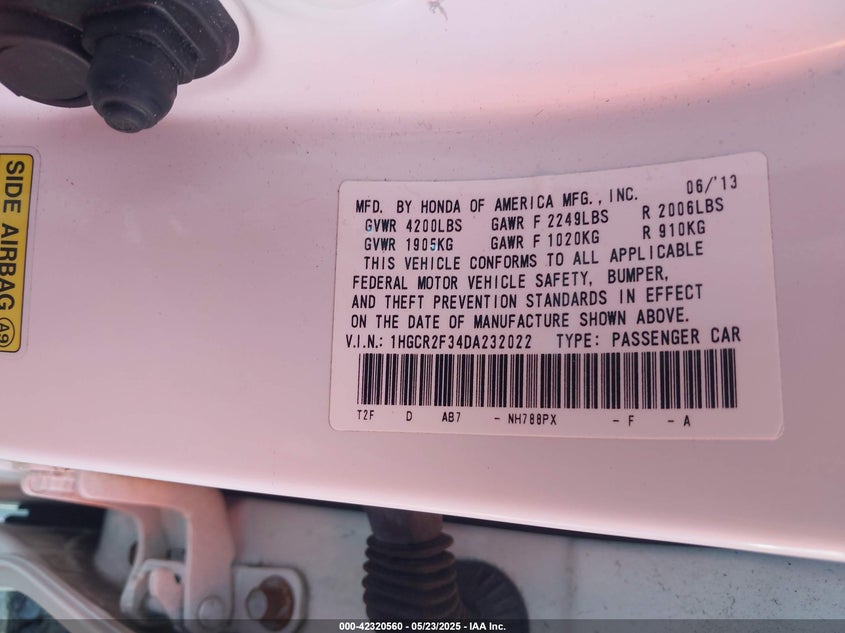 SIDE AIRBAG A9
MFD. BY HONDA OF AMERICA MFG., INC. 06/'13
GVWR 4200LBS GAWR F 2249LBS R 2006LBS
GVWR 1905KG GAWR F 1020KG R 910KG
THIS VEHICLE CONFORMS TO ALL APPLICABLE
FEDERAL MOTOR VEHICLE SAFETY, BUMPER,
AND THEFT PREVENTION STANDARDS IN EFFECT
ON THE DATE OF MANUFACTURE SHOWN ABOVE.
V.I.N.: 1HGCR2F34DA232022 TYPE: PASSENGER CAR
T2F D AB7 - NH788PX - F - A
000-42320560 - 05/23/2025 - IAA Inc.